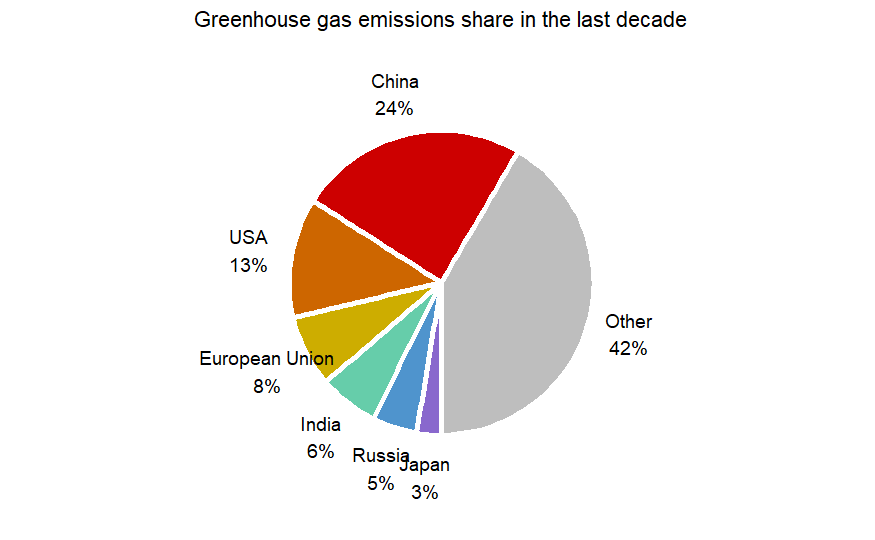 Greenhouse gas emissions share in the last decade
China
24%
USA
13%
Other
42%
European Union
8%
India
6%
Russia
5%
Japan
3%